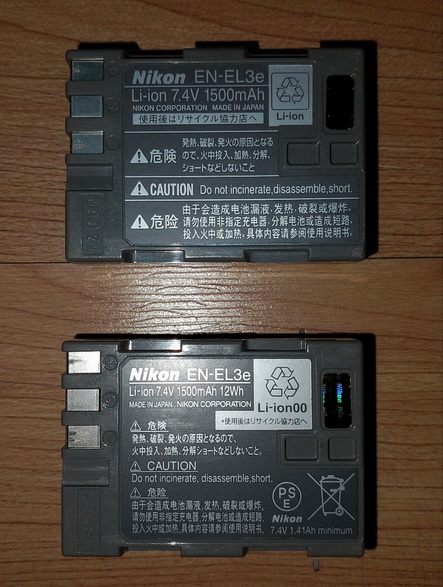 Nikon EN-EL3e
Li-ion 7.4V 1500mAh
NIKON CORPORATION MADE IN JAPAN
使用後はリサイクル協力店へ
Li-ion
危険
発熱、破裂、発火の原因となる
ので、火中投入、加熱、分解、
ショートなどしないこと
CAUTION Do not incinerate,disassemble,short.
危险
由于会造成电池漏液,发热,破裂或爆炸,
请勿使用非指定充电器,分解电池或造成短路,
投入火中或加热,具体内容请参阅使用说明书.
Nikon EN-EL3e
Li-ion 7.4V 1500mAh 12Wh
MADE IN JAPAN NIKON CORPORATION
Li-ion00
・使用後はリサイクル協力店へ
危険
発熱、破裂、発火の原因となるので、
火中投入、加熱、分解ショートなどしないこと。
CAUTION
Do not incinerate, disassemble,short.
危险
由于会造成电池漏液,发热,破裂或爆炸,
请勿使用非指定充电器,分解电池或造成短路,
投入火中或加热,具体内容请参阅使用说明书.
PS
E
Nikon
7.4V 1.41Ah minimum
Nikon